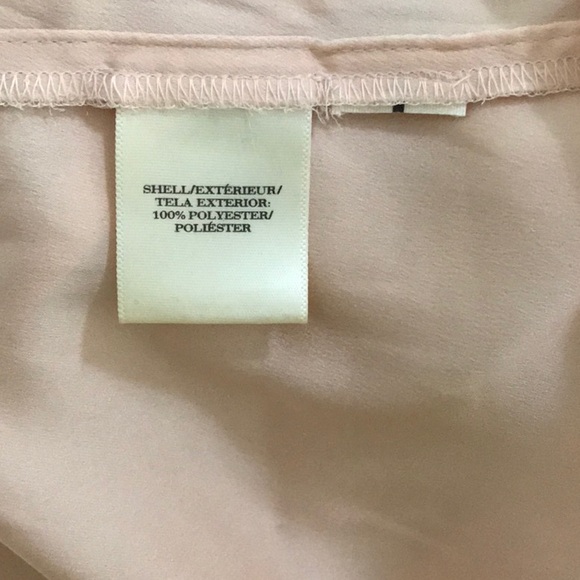 SHELL/EXTÉRIEUR/
TELA EXTERIOR:
100% POLYESTER/
POLIÉSTER